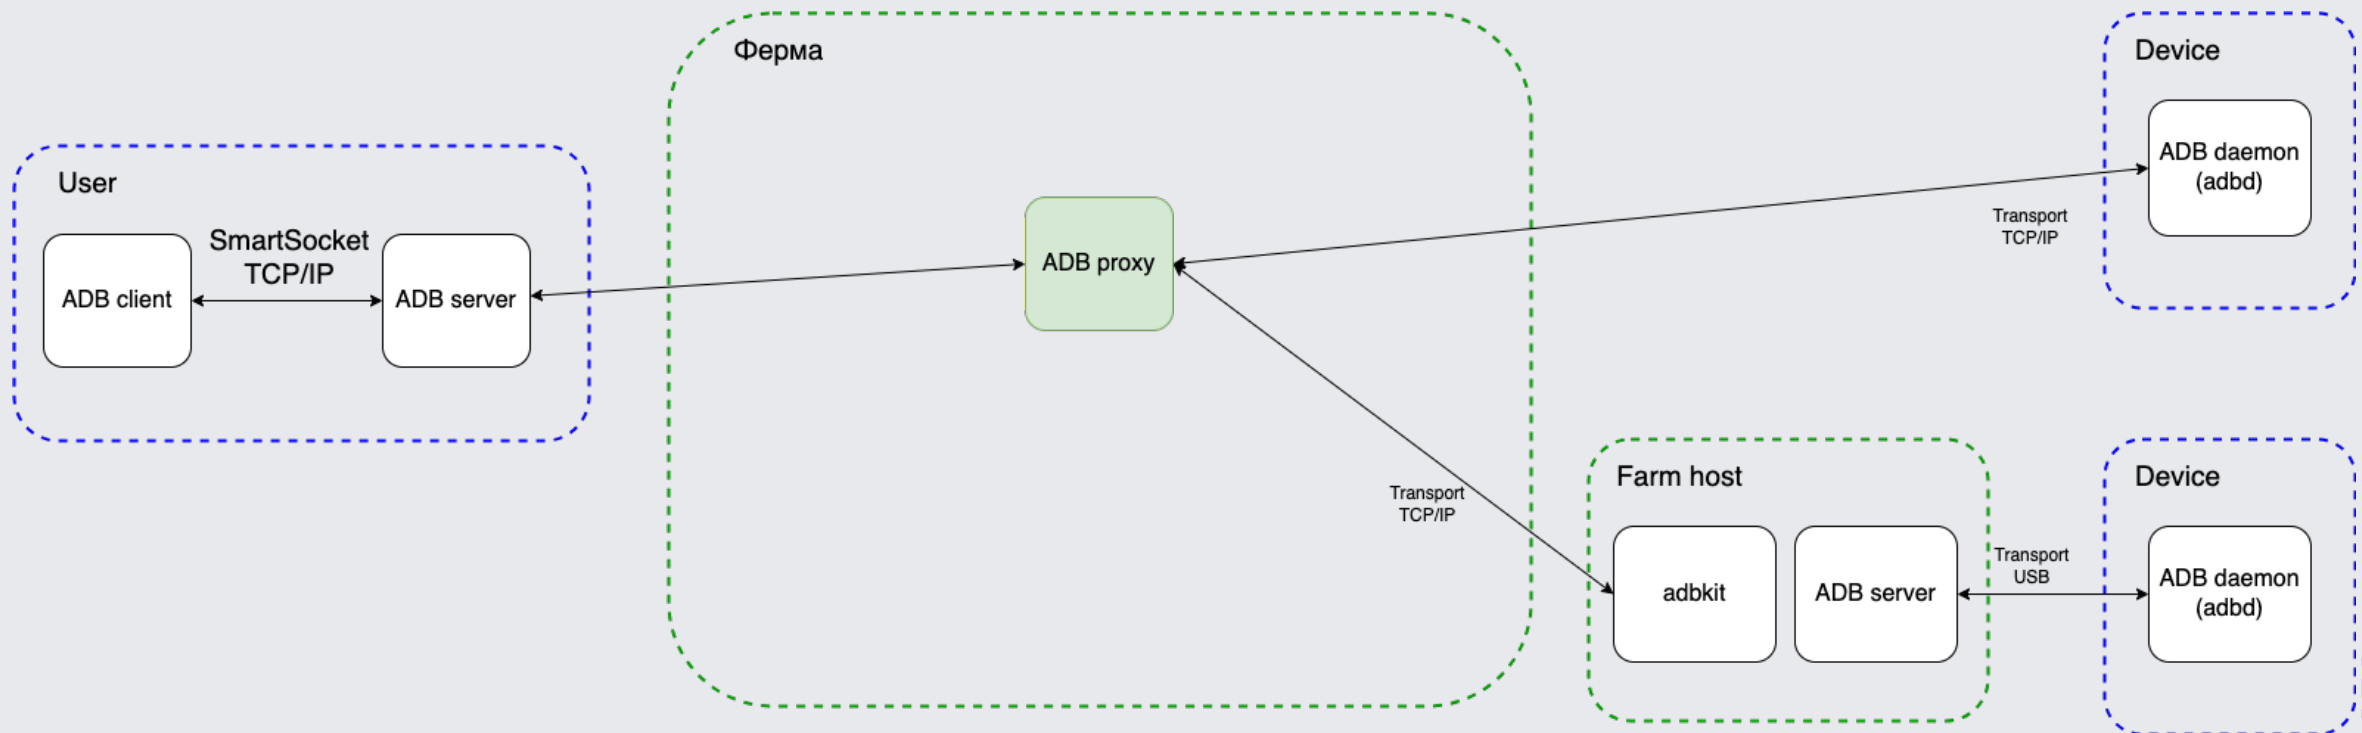 Ферма
Device
ADB daemon
(adbd)
User
SmartSocket
TCP/IP
ADB client
ADB server
ADB proxy
Transport
TCP/IP
Transport
TCP/IP
Farm host
adbkit
ADB server
Transport
USB
Device
ADB daemon
(adbd)